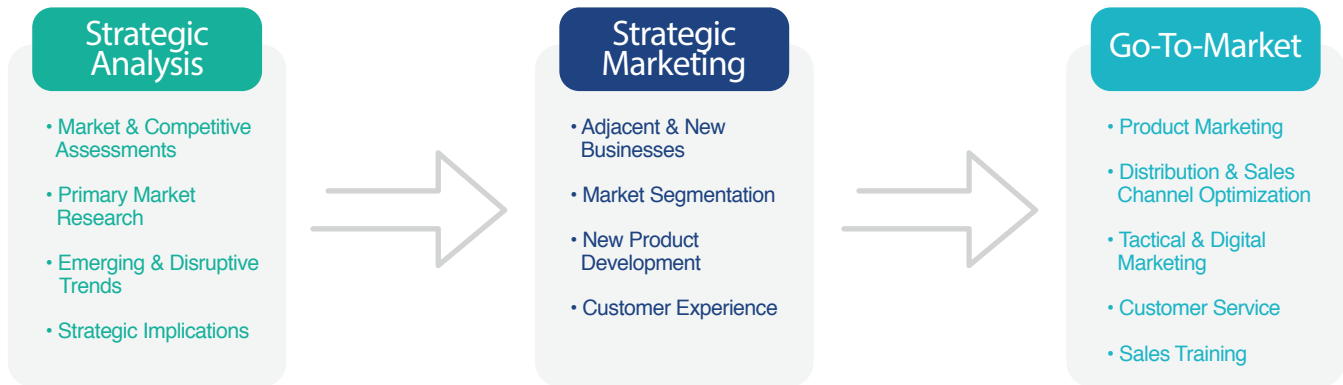 Strategic
Analysis
• Market & Competitive
Assessments
• Primary Market
Research
• Emerging & Disruptive
Trends
• Strategic Implications
Strategic
Marketing
• Adjacent & New
Businesses
• Market Segmentation
• New Product
Development
• Customer Experience
Go-To-Market
• Product Marketing
• Distribution & Sales
Channel Optimization
• Tactical & Digital
Marketing
• Customer Service
• Sales Training